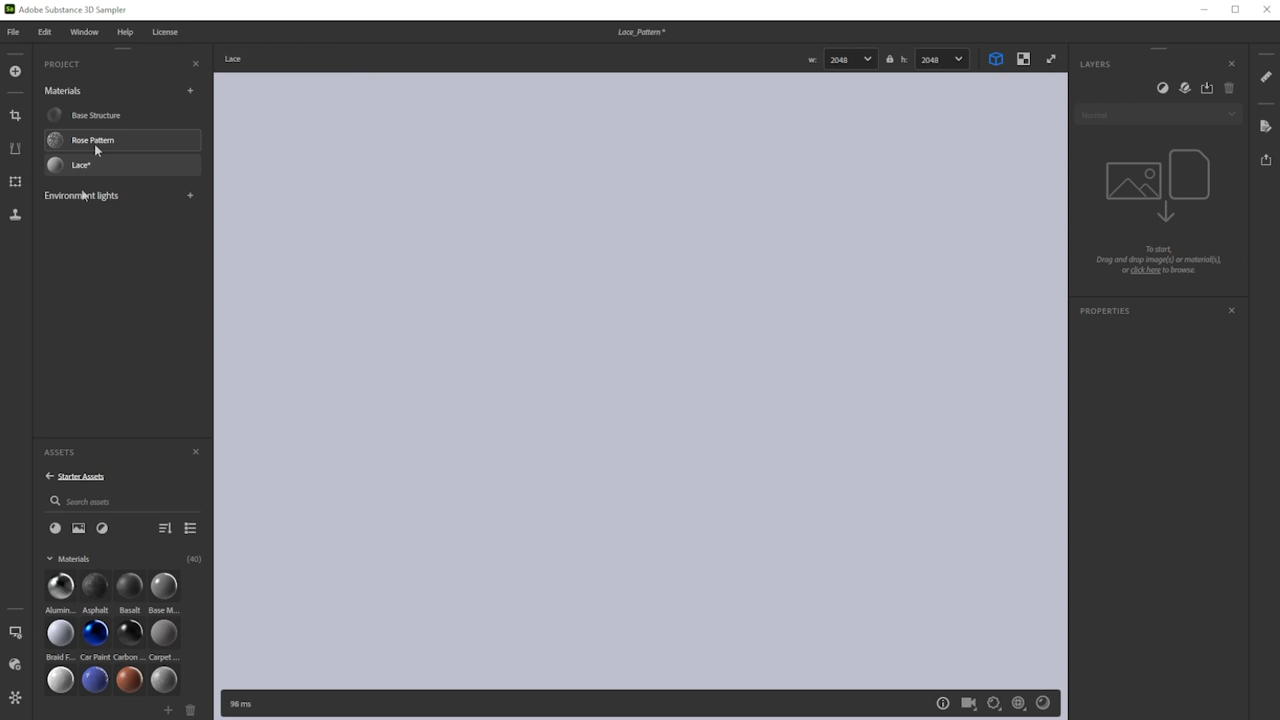 Adobe Substance 3D Sampler
File Edit Window Help License Lace_Pattern *
PROJECT
Materials
Base Structure
Rose Pattern
Lace*
Environment lights
ASSETS
Starter Assets
Search assets
Materials (40)
Alumin... Asphalt Basalt Base M...
Braid F... Car Paint Carbon ... Carpet ...
Lace w: 2048 h: 2048
98 ms
LAYERS
Normal
To start,
Drag and drop image(s) or material(s),
or click here to browse.
PROPERTIES